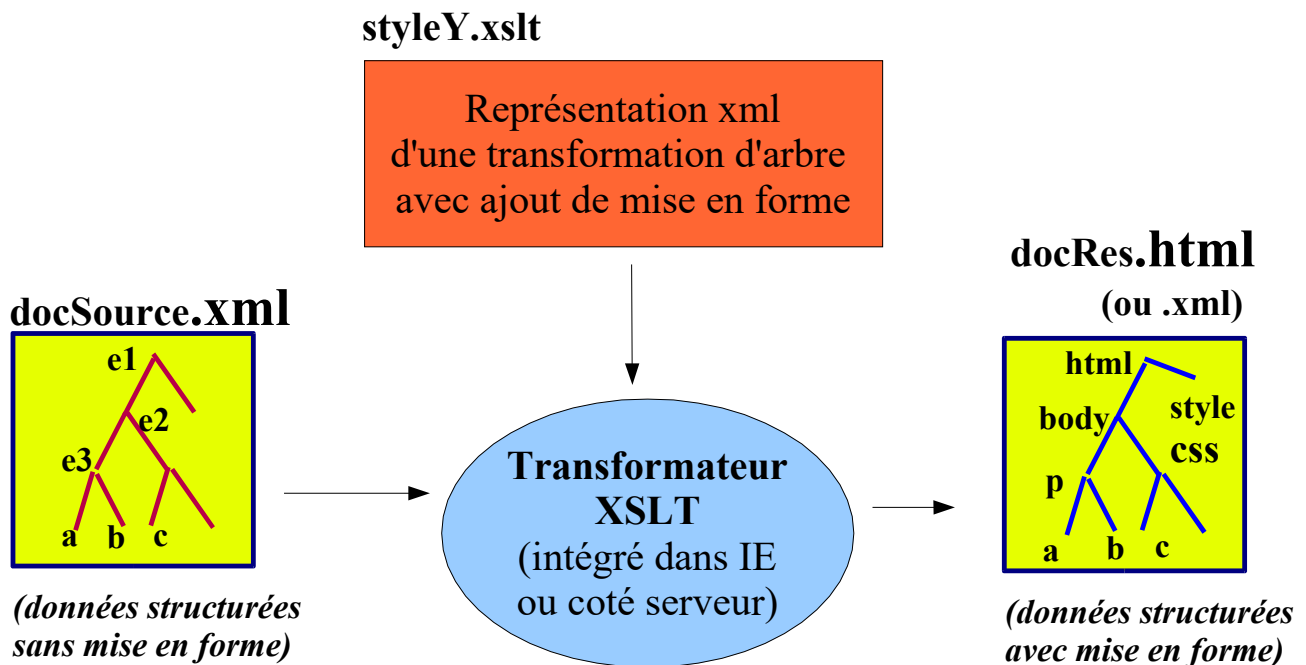 styleY.xslt
Représentation xml
d'une transformation d'arbre
avec ajout de mise en forme
docSource.xml
e1
e2
e3
a
b
c
(données structurées
sans mise en forme)
Transformateur
XSLT
(intégré dans IE
ou coté serveur)
docRes.html
(ou .xml)
html
style
body
css
p
a
b
c
(données structurées
avec mise en forme)